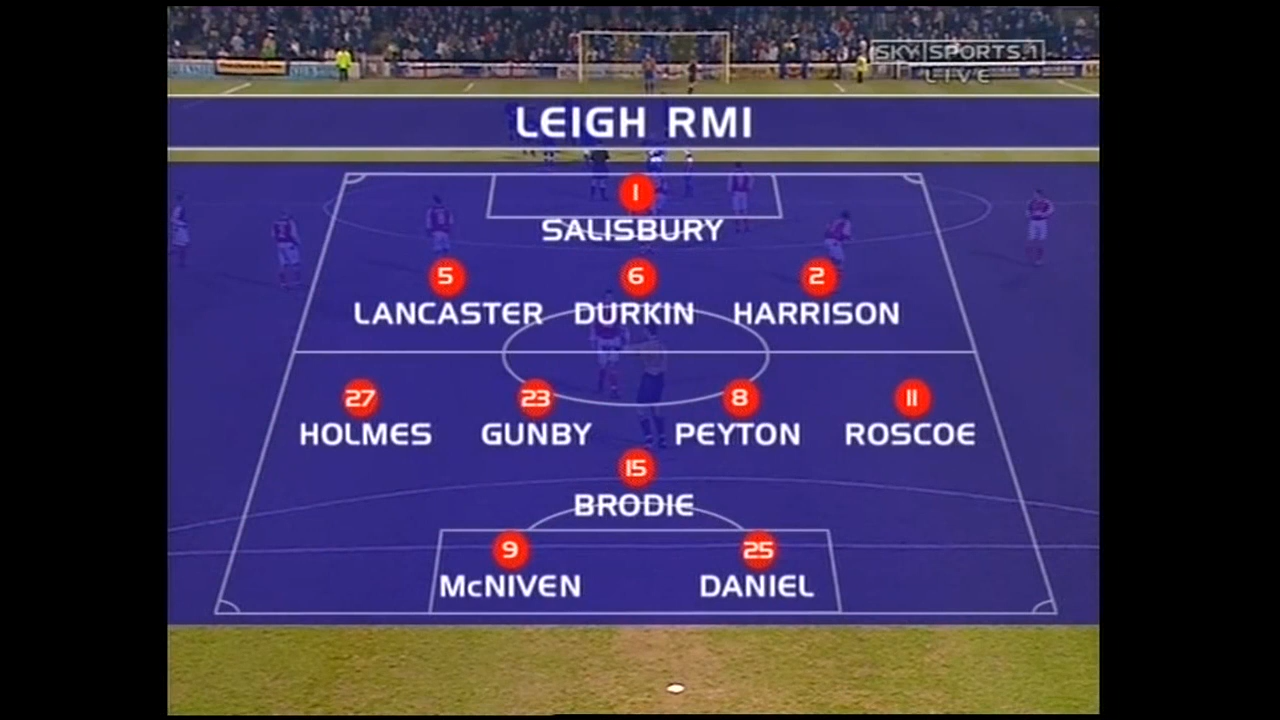 SKY SPORTS 1
LIVE
LEIGH RMI
1
SALISBURY
5 6 2
LANCASTER DURKIN HARRISON
27 23 8 11
HOLMES GUNBY PEYTON ROSCOE
15
BRODIE
9 25
McNIVEN DANIEL